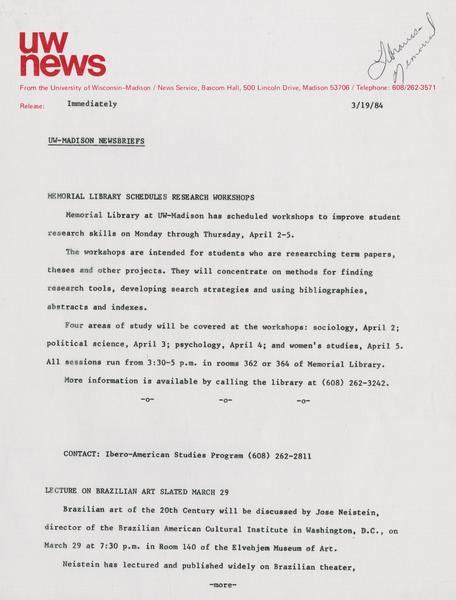 uw
news
Libraries-
Memorial
From the University of Wisconsin-Madison / News Service, Bascom Hall, 500 Lincoln Drive, Madison 53706 / Telephone: 608/262-3571
Release: Immediately 3/19/84
UW-MADISON NEWSBRIEFS
MEMORIAL LIBRARY SCHEDULES RESEARCH WORKSHOPS
Memorial Library at UW-Madison has scheduled workshops to improve student
research skills on Monday through Thursday, April 2-5.
The workshops are intended for students who are researching term papers,
theses and other projects. They will concentrate on methods for finding
research tools, developing search strategies and using bibliographies,
abstracts and indexes.
Four areas of study will be covered at the workshops: sociology, April 2;
political science, April 3; psychology, April 4; and women's studies, April 5.
All sessions run from 3:30-5 p.m. in rooms 362 or 364 of Memorial Library.
More information is available by calling the library at (608) 262-3242.
-o- -o- -o-
CONTACT: Ibero-American Studies Program (608) 262-2811
LECTURE ON BRAZILIAN ART SLATED MARCH 29
Brazilian art of the 20th Century will be discussed by Jose Neistein,
director of the Brazilian American Cultural Institute in Washington, D.C., on
March 29 at 7:30 p.m. in Room 140 of the Elvehjem Museum of Art.
Neistein has lectured and published widely on Brazilian theater,
-more-